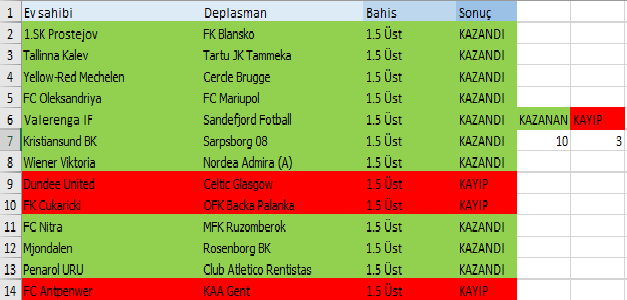 1 Ev sahibi Deplasman Bahis Sonuç
2 1.SK Prostejov FK Blansko 1.5 Üst KAZANDI
3 Tallinna Kalev Tartu JK Tammeka 1.5 Üst KAZANDI
4 Yellow-Red Mechelen Cercle Brugge 1.5 Üst KAZANDI
5 FC Oleksandriya FC Mariupol 1.5 Üst KAZANDI
6 Valerenga IF Sandefjord Fotball 1.5 Üst KAZANDI KAZANAN KAYIP
7 Kristiansund BK Sarpsborg 08 1.5 Üst KAZANDI 10 3
8 Wiener Viktoria Nordea Admira (A) 1.5 Üst KAZANDI
9 Dundee United Celtic Glasgow 1.5 Üst KAYIP
10 FK Cukaricki OFK Backa Palanka 1.5 Üst KAYIP
11 FC Nitra MFK Ruzomberok 1.5 Üst KAZANDI
12 Mjondalen Rosenborg BK 1.5 Üst KAZANDI
13 Penarol URU Club Atletico Rentistas 1.5 Üst KAZANDI
14 FC Antpenwer KAA Gent 1.5 Üst KAYIP